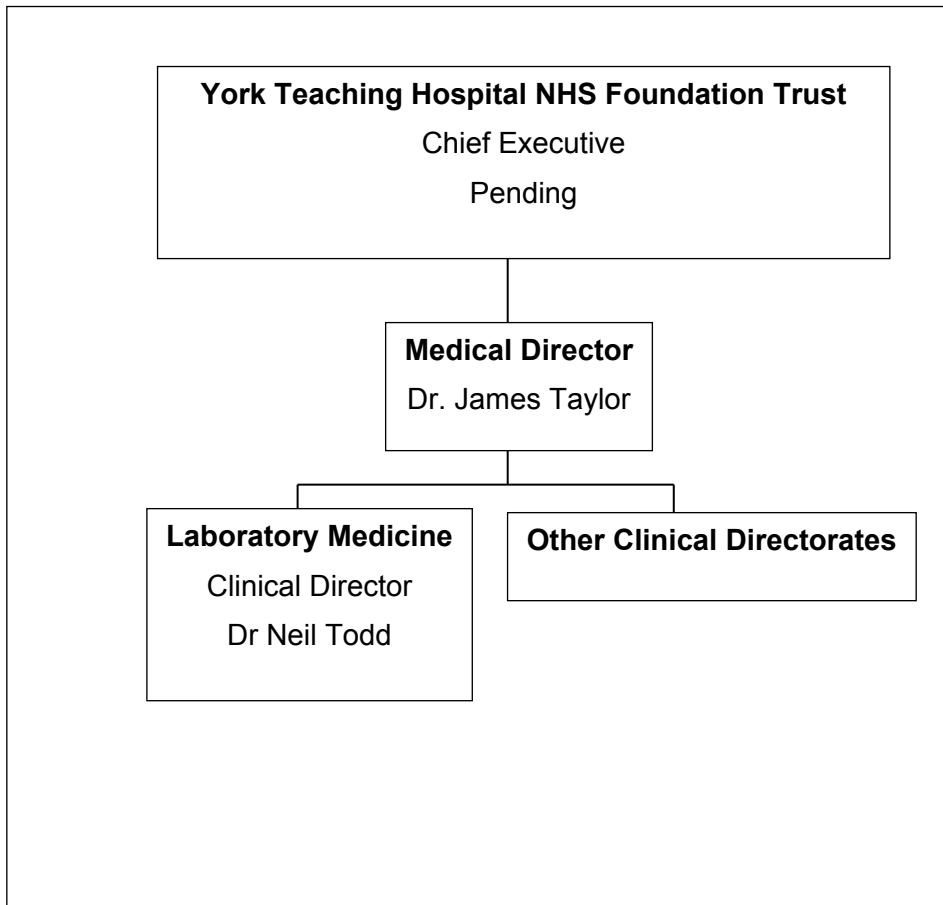 York Teaching Hospital NHS Foundation Trust
Chief Executive
Pending
Medical Director
Dr. James Taylor
Laboratory Medicine
Clinical Director
Dr Neil Todd
Other Clinical Directorates